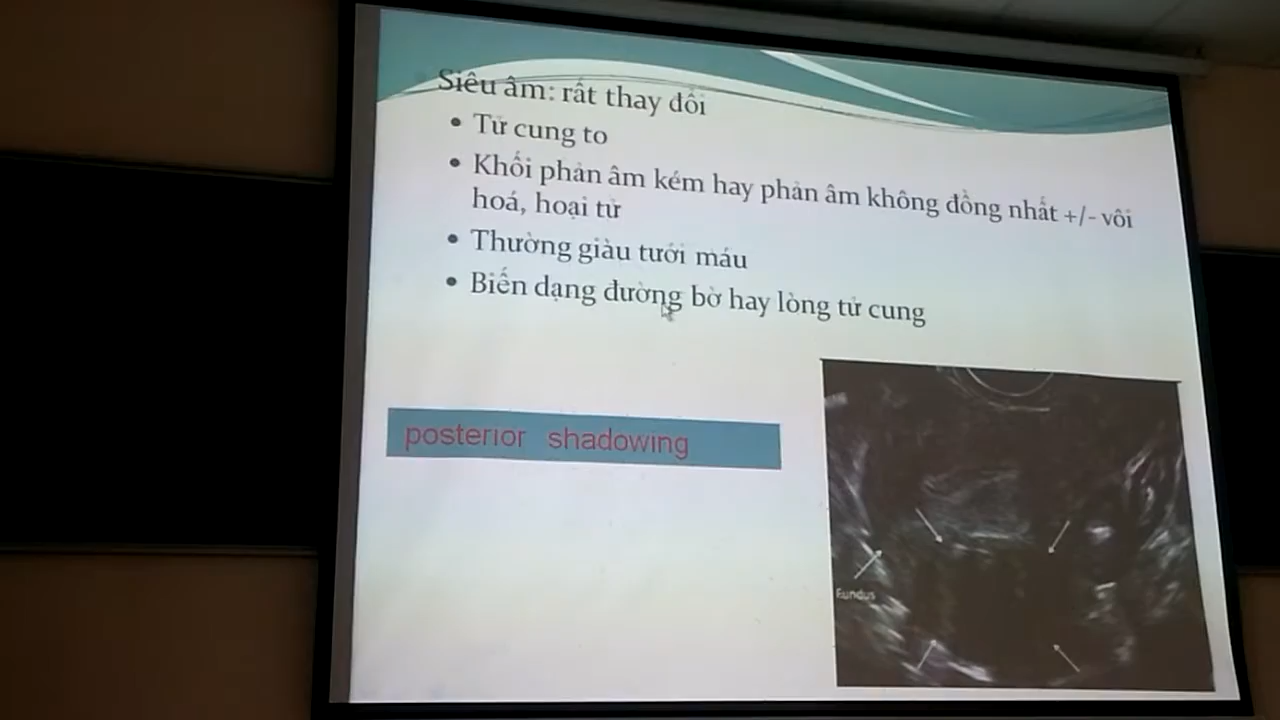 Siêu âm: rất thay đổi
• Tử cung to
• Khối phản âm kém hay phản âm không đồng nhất +/- vôi
hoá, hoại tử
• Thường giàu tưới máu
• Biến dạng đường bờ hay lòng tử cung
posterior shadowing
Fundus